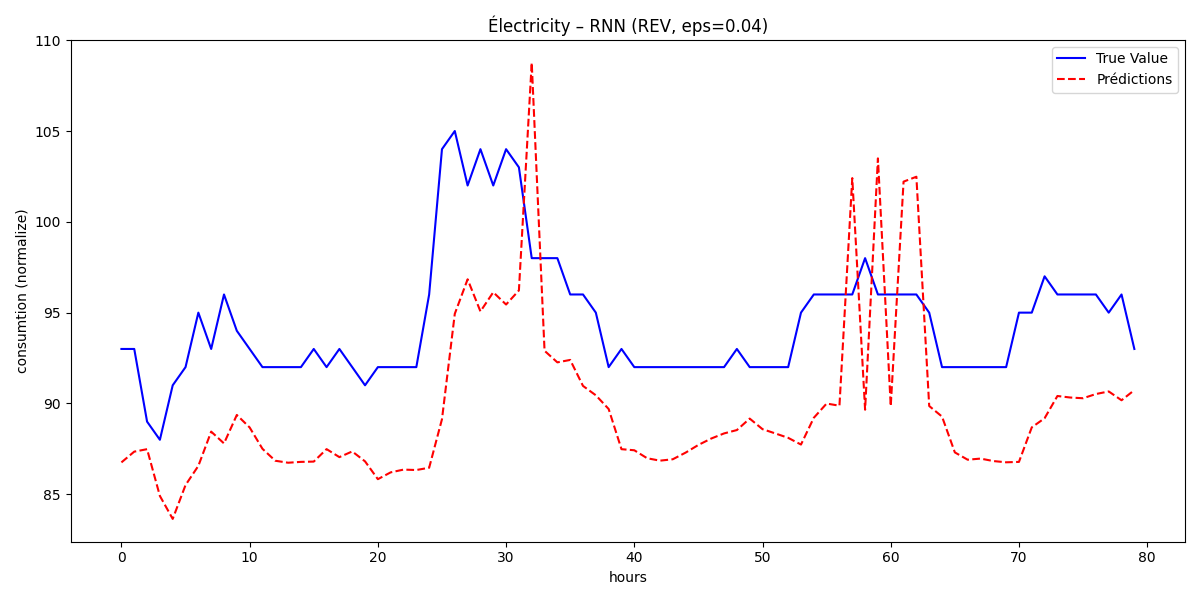 Électricity – RNN (REV, eps=0.04)
True Value
Prédictions
consumtion (normalize)
110
105
100
95
90
85
0 10 20 30 40 50 60 70 80
hours